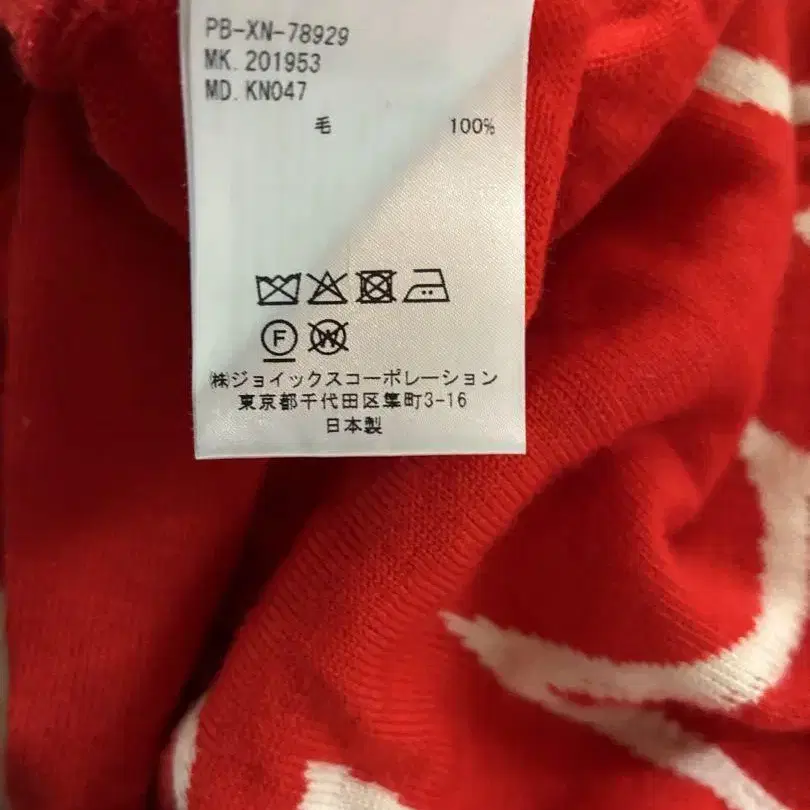 PB-XN-78929
MK. 201953
MD. KN047
毛 100%
F W
㈱ジョイックスコーポレーション
東京都千代田区隼町3-16
日本製